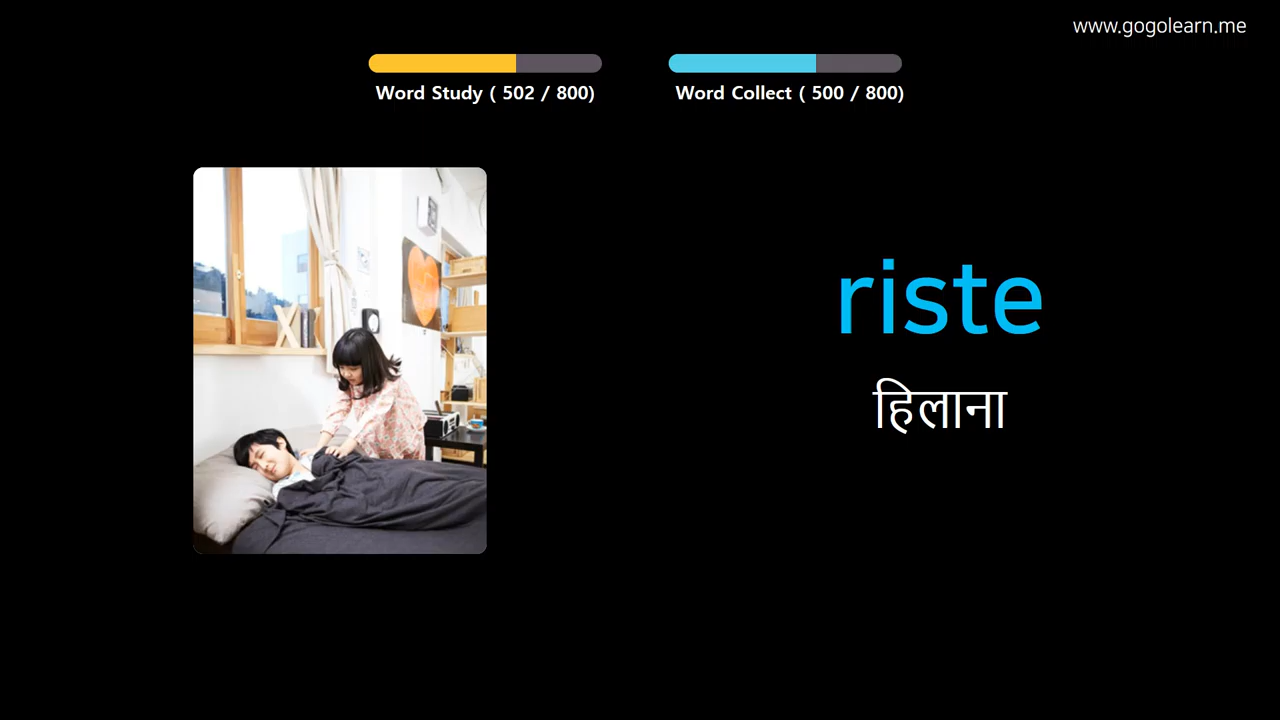 www.gogolearn.me
Word Study ( 502 / 800)
Word Collect ( 500 / 800)
riste
हिलाना